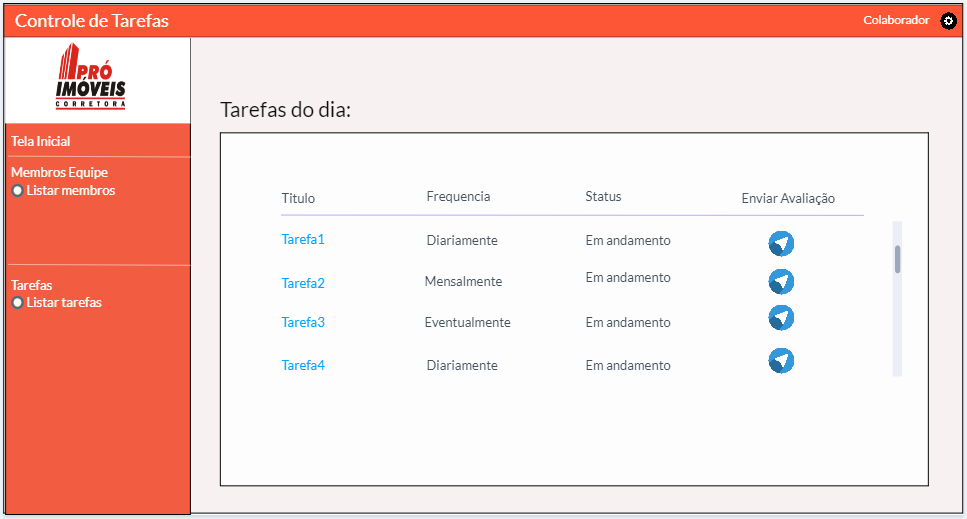 Controle de Tarefas
Colaborador
PRÓ
IMÓVEIS
CORRETORA
Tela Inicial
Membros Equipe
Listar membros
Tarefas
Listar tarefas
Tarefas do dia:
Título Frequencia Status Enviar Avaliação
Tarefa1 Diariamente Em andamento
Tarefa2 Mensalmente Em andamento
Tarefa3 Eventualmente Em andamento
Tarefa4 Diariamente Em andamento